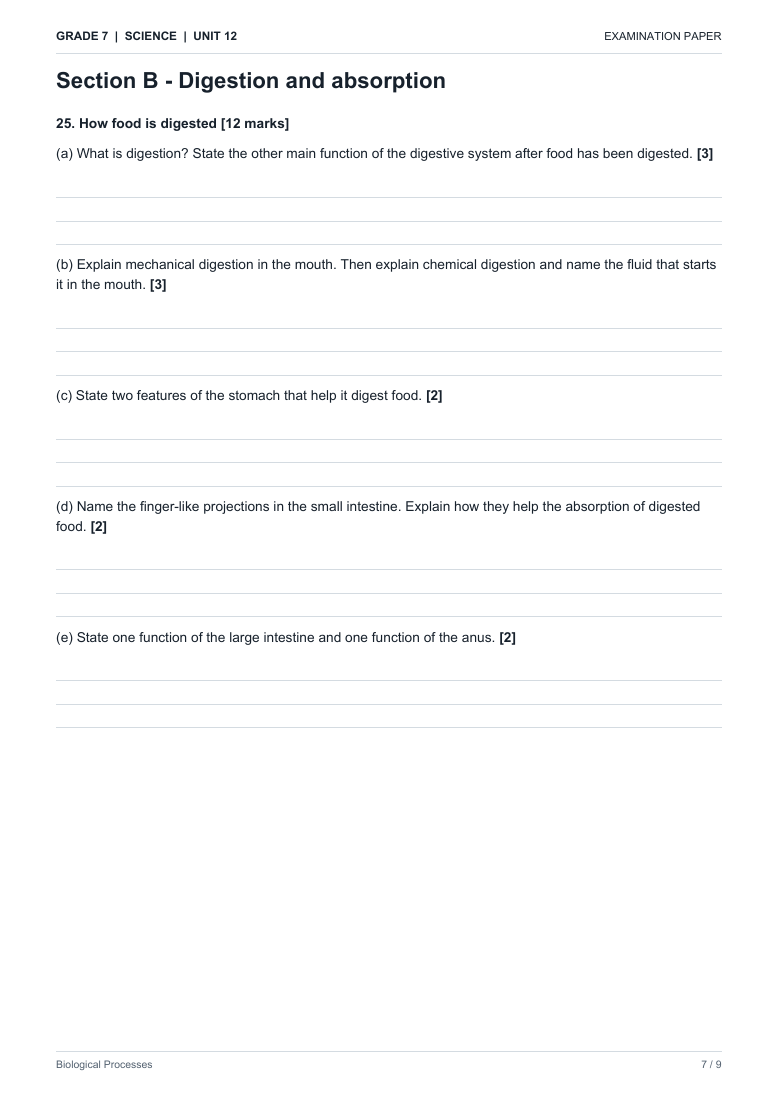 GRADE 7 | SCIENCE | UNIT 12
EXAMINATION PAPER
Section B - Digestion and absorption
25. How food is digested [12 marks]
(a) What is digestion? State the other main function of the digestive system after food has been digested. [3]
(b) Explain mechanical digestion in the mouth. Then explain chemical digestion and name the fluid that starts
it in the mouth. [3]
(c) State two features of the stomach that help it digest food. [2]
(d) Name the finger-like projections in the small intestine. Explain how they help the absorption of digested
food. [2]
(e) State one function of the large intestine and one function of the anus. [2]
Biological Processes
7 / 9